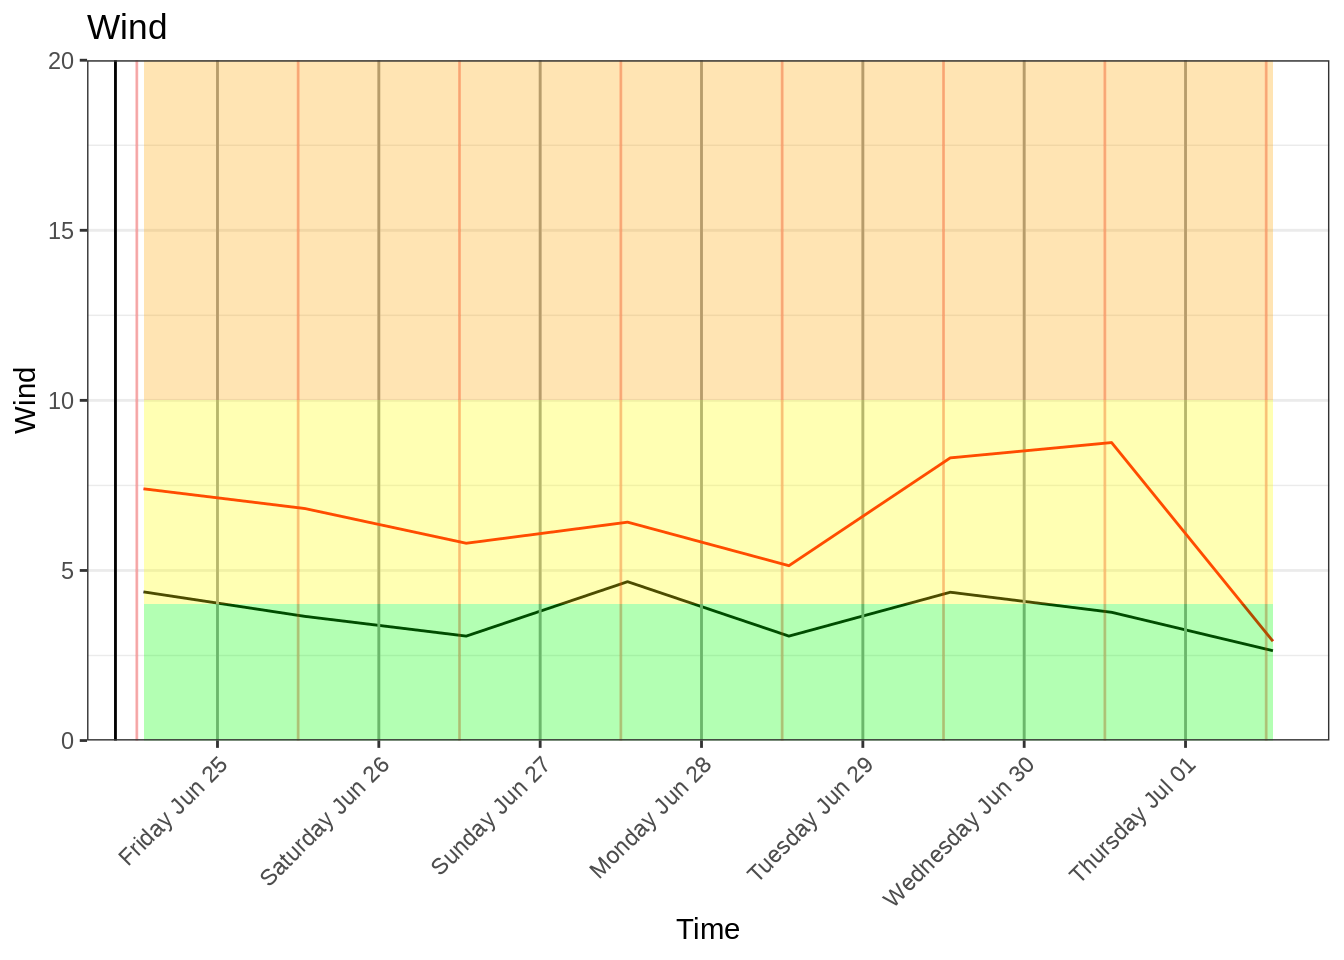 Wind
20
15
10
5
0
Wind
Friday Jun 25
Saturday Jun 26
Sunday Jun 27
Monday Jun 28
Tuesday Jun 29
Wednesday Jun 30
Thursday Jul 01
Time